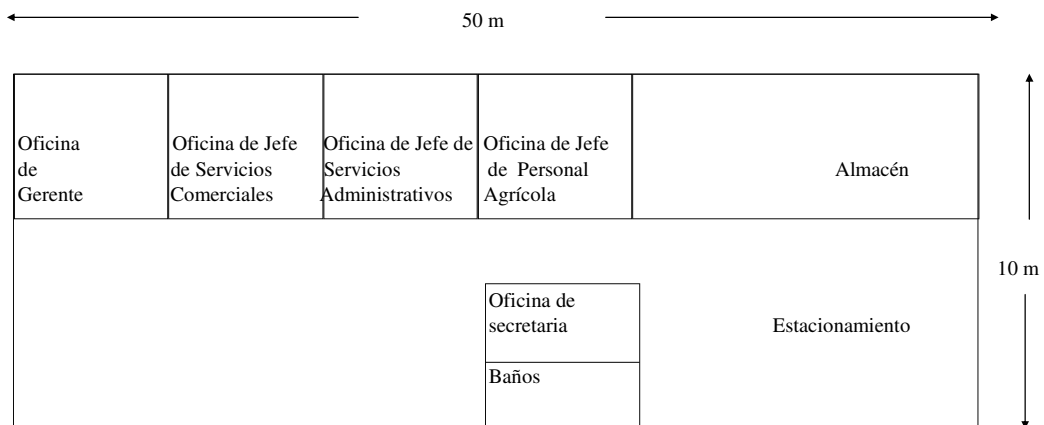 50 m
Oficina
de
Gerente
Oficina de Jefe
de Servicios
Comerciales
Oficina de Jefe de
Servicios
Administrativos
Oficina de Jefe
de Personal
Agrícola
Almacén
10 m
Oficina de
secretaria
Estacionamiento
Baños